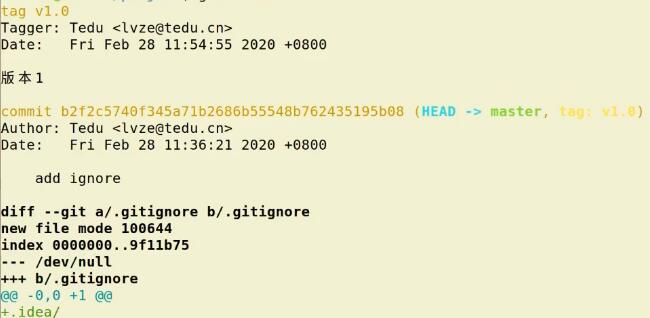 tag v1.0
Tagger: Tedu <lvze@tedu.cn>
Date:   Fri Feb 28 11:54:55 2020 +0800
版本1
commit b2f2c5740f345a71b2686b55548b762435195b08 (HEAD -> master, tag: v1.0)
Author: Tedu <lvze@tedu.cn>
Date:   Fri Feb 28 11:36:21 2020 +0800
    add ignore
diff --git a/.gitignore b/.gitignore
new file mode 100644
index 0000000..9f11b75
--- /dev/null
+++ b/.gitignore
@@ -0,0 +1 @@
+.idea/